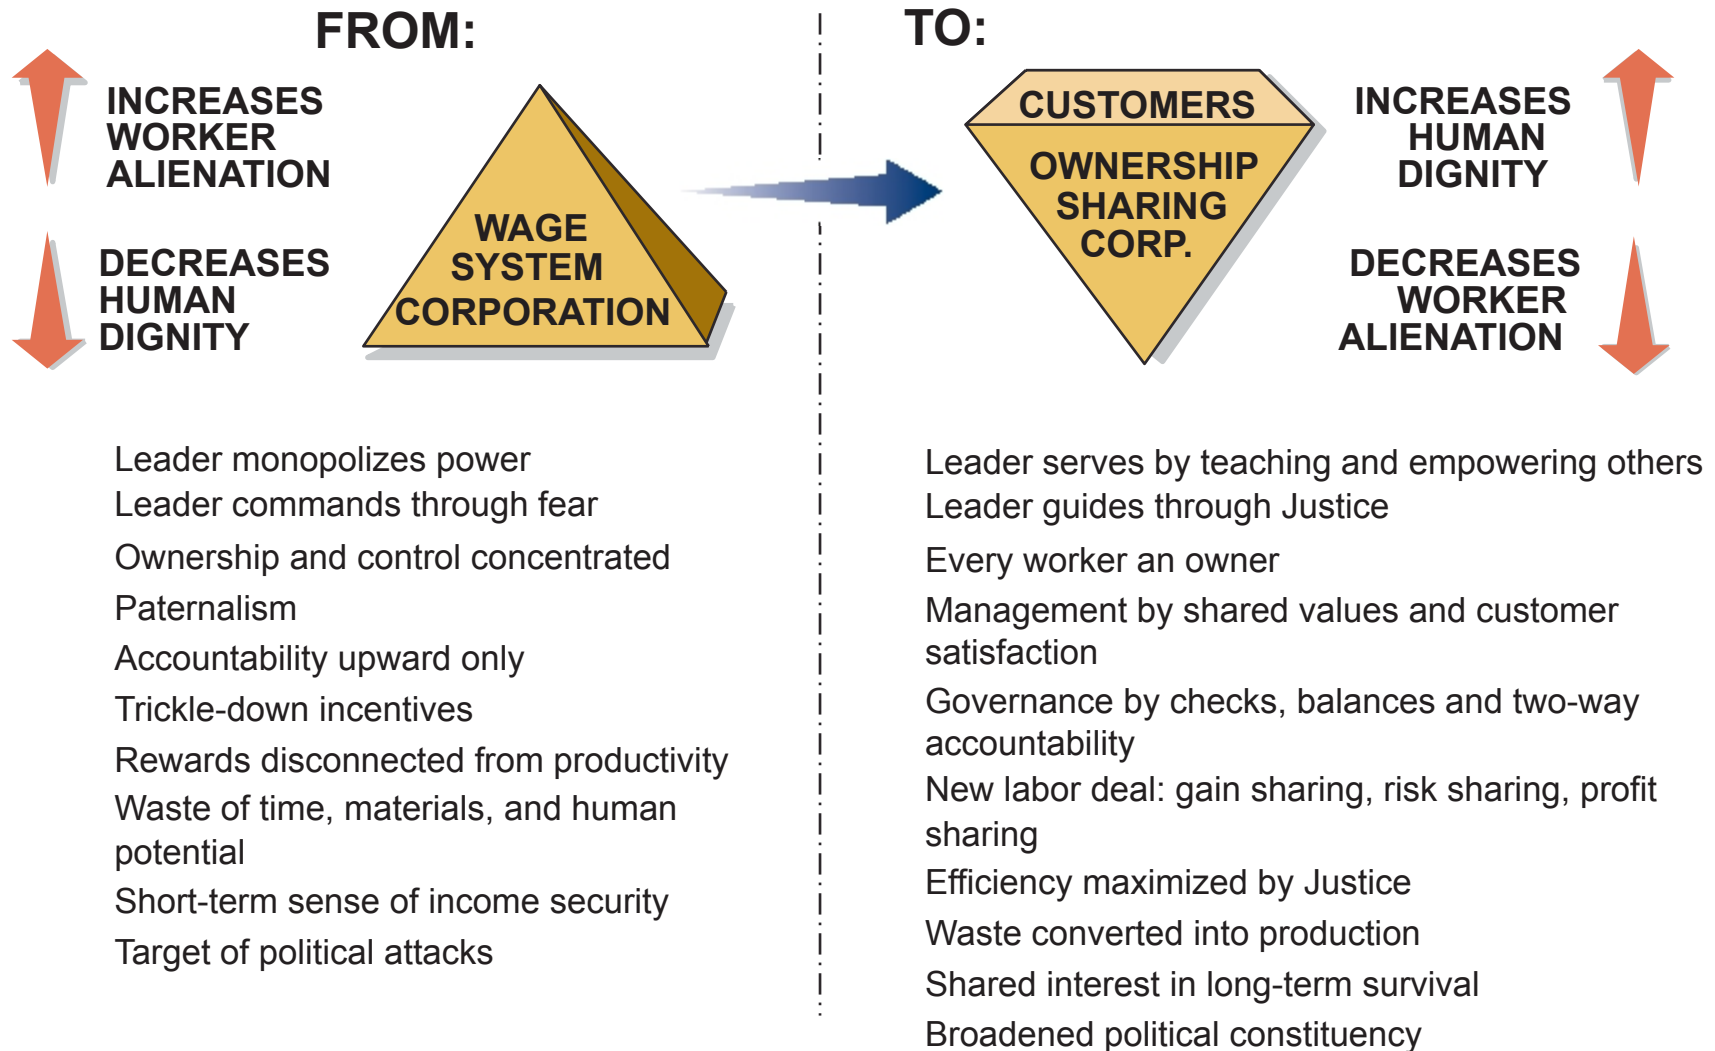 FROM:
INCREASES
WORKER
ALIENATION
DECREASES
HUMAN
DIGNITY
WAGE
SYSTEM
CORPORATION
Leader monopolizes power
Leader commands through fear
Ownership and control concentrated
Paternalism
Accountability upward only
Trickle-down incentives
Rewards disconnected from productivity
Waste of time, materials, and human
potential
Short-term sense of income security
Target of political attacks
TO:
CUSTOMERS
OWNERSHIP
SHARING
CORP.
INCREASES
HUMAN
DIGNITY
DECREASES
WORKER
ALIENATION
Leader serves by teaching and empowering others
Leader guides through Justice
Every worker an owner
Management by shared values and customer
satisfaction
Governance by checks, balances and two-way
accountability
New labor deal: gain sharing, risk sharing, profit
sharing
Efficiency maximized by Justice
Waste converted into production
Shared interest in long-term survival
Broadened political constituency